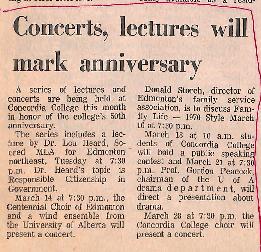 Concerts, lectures will
mark anniversary
A series of lectures and
concerts are being held at
Concordia College this month
in honor of the college's 50th
anniversary.
The series includes a lec-
ture by Dr. Lou Heard, So-
cred MLA for Edmonton
northeast, Tuesday at 7:30
p.m. Dr. Heard's topic is
Responsible Citizenship in
Government.
March 14 at 7:30 p.m., the
Centennial Choir of Edmonton
and a wind ensemble from
the University of Alberta will
present a concert.
Donald Storch, director of
Edmonton's family service
association, is to discuss Fam-
ily Life — 1970 Style March
16 at 7:30 p.m.
March 18 at 10 a.m. stu-
dents of Concordia College
will hold a public speaking
contest and March 21 at 7:30
p.m. Prof. Gordon Peacock,
chairman of the U of A
drama department, will
direct a presentation about
drama.
March 26 at 7:30 p.m. the
Concordia College choir will
present a concert.